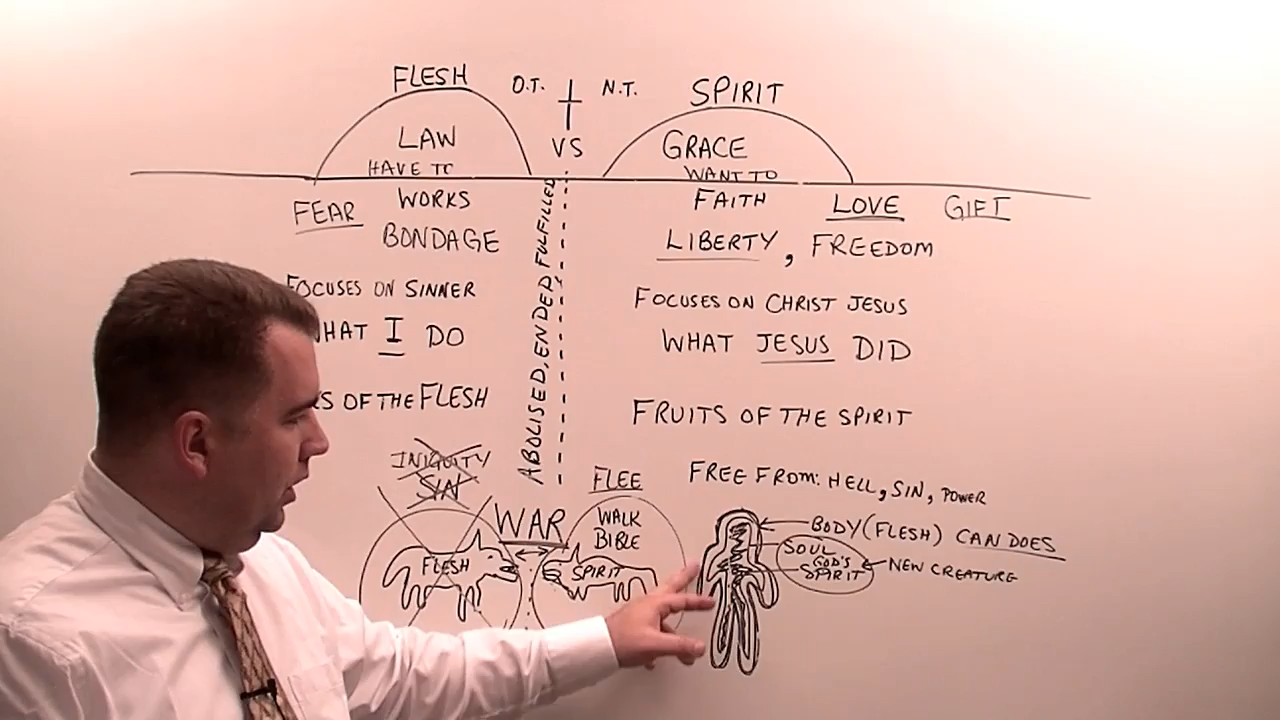 FLESH
O.T.
N.T.
SPIRIT
LAW
HAVE TO
VS
GRACE
WANT TO
FEAR
WORKS
BONDAGE
FOCUSES ON SINNER
I DO
OF THE FLESH
ABOLISED, ENDED FULFILLED
FAITH
LOVE
GIFT
LIBERTY, FREEDOM
FOCUSES ON CHRIST JESUS
WHAT JESUS DID
FRUITS OF THE SPIRIT
INIQUITY
SIN
FLESH
WAR
FLEE
WALK
BIBLE
SPIRIT
FREE FROM: HELL, SIN, POWER
BODY (FLESH) CAN DOES
SOUL
GOD'S
SPIRIT
NEW CREATURE